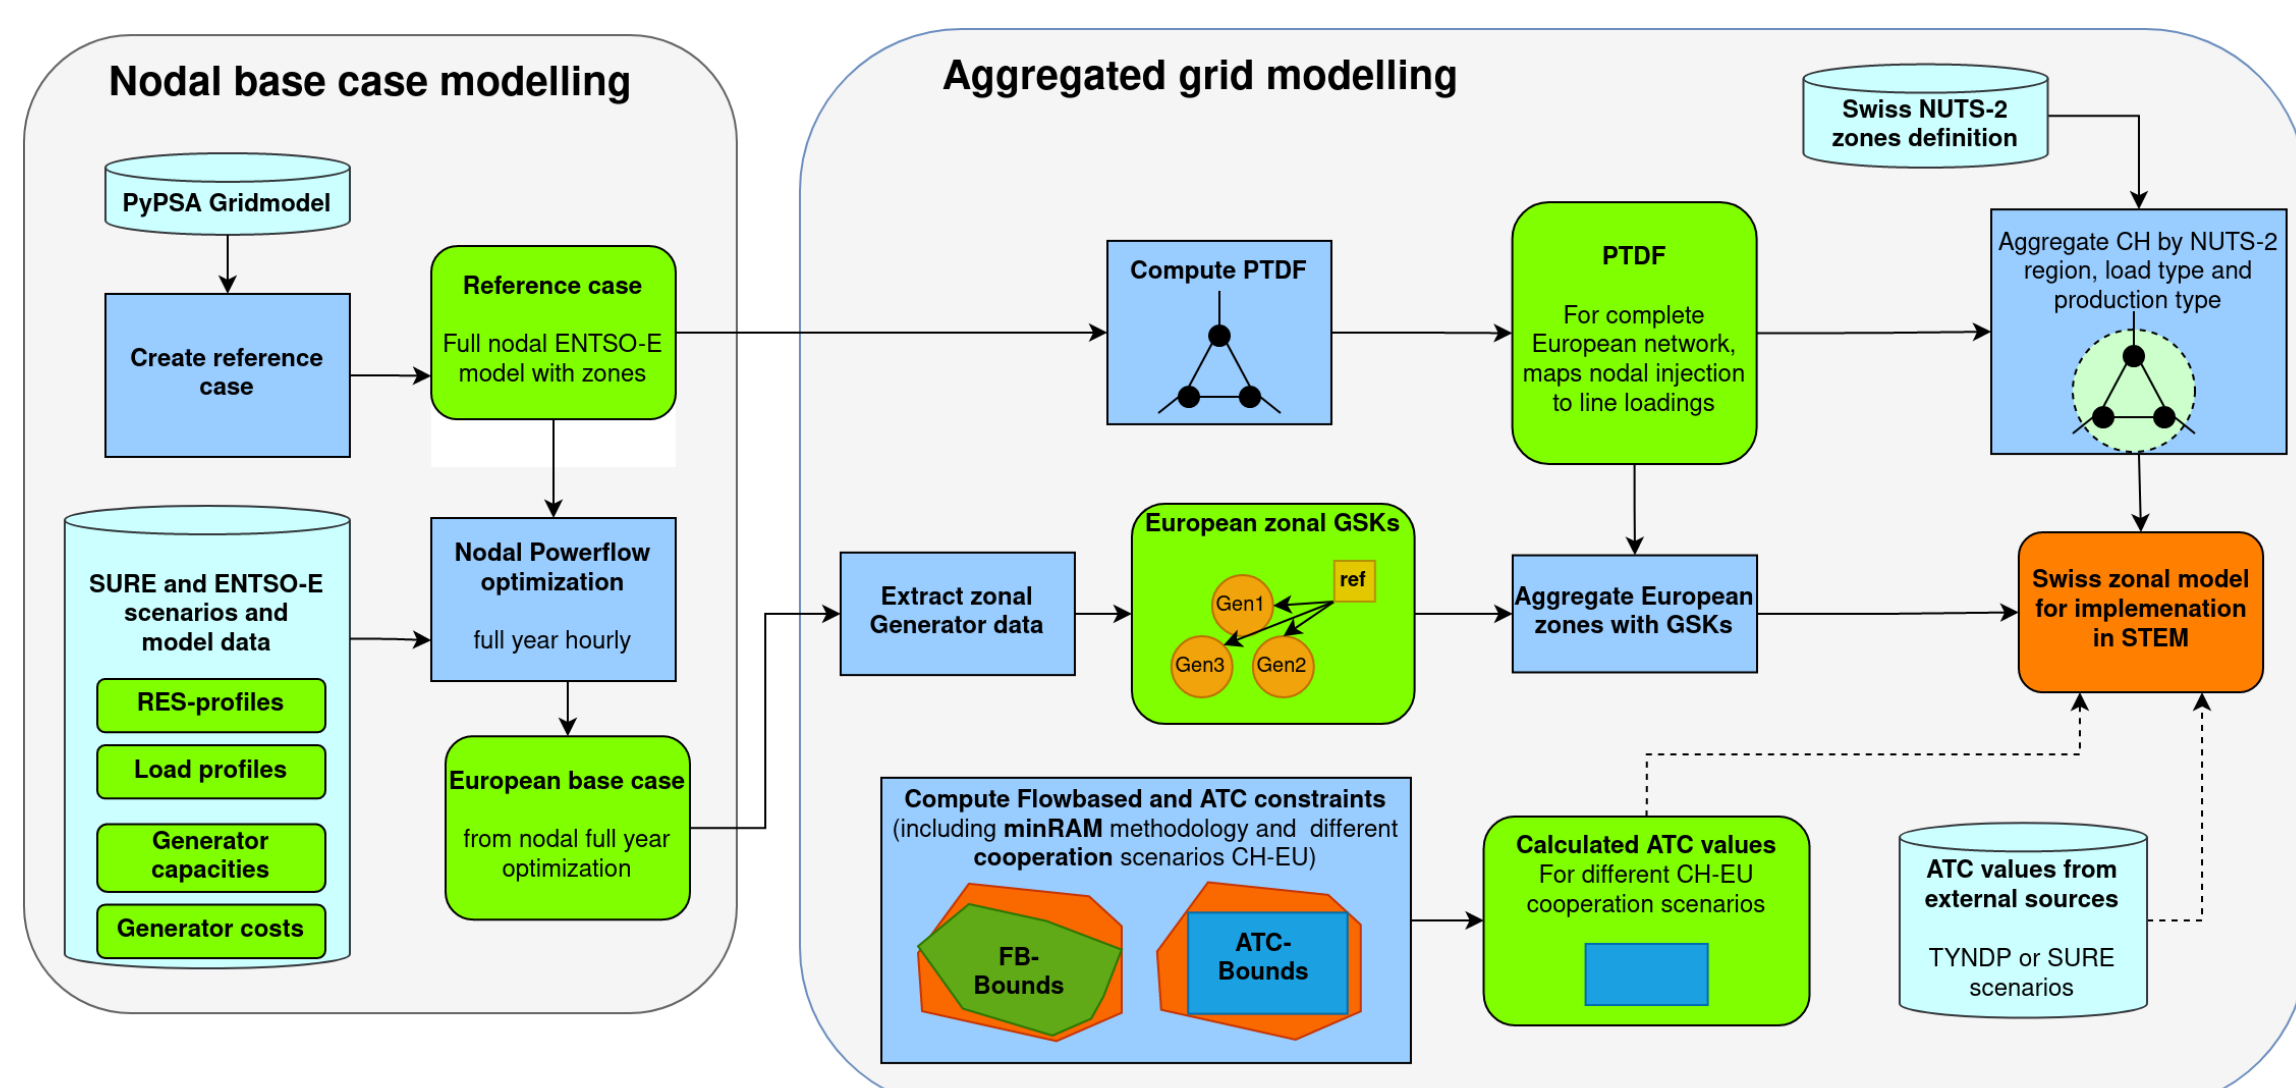 Nodal base case modelling
PyPSA Gridmodel
Create reference
case
Reference case
Full nodal ENTSO-E
model with zones
SURE and ENTSO-E
scenarios and
model data
RES-profiles
Load profiles
Generator
capacities
Generator costs
Nodal Powerflow
optimization
full year hourly
European base case
from nodal full year
optimization
Aggregated grid modelling
Swiss NUTS-2
zones definition
Compute PTDF
PTDF
For complete
European network,
maps nodal injection
to line loadings
Aggregate CH by NUTS-2
region, load type and
production type
Extract zonal
Generator data
European zonal GSKs
ref
Gen1
Gen3
Gen2
Aggregate European
zones with GSKs
Swiss zonal model
for implemenation
in STEM
Compute Flowbased and ATC constraints
(including minRAM methodology and different
cooperation scenarios CH-EU)
FB-
Bounds
ATC-
Bounds
Calculated ATC values
For different CH-EU
cooperation scenarios
ATC values from
external sources
TYNDP or SURE
scenarios